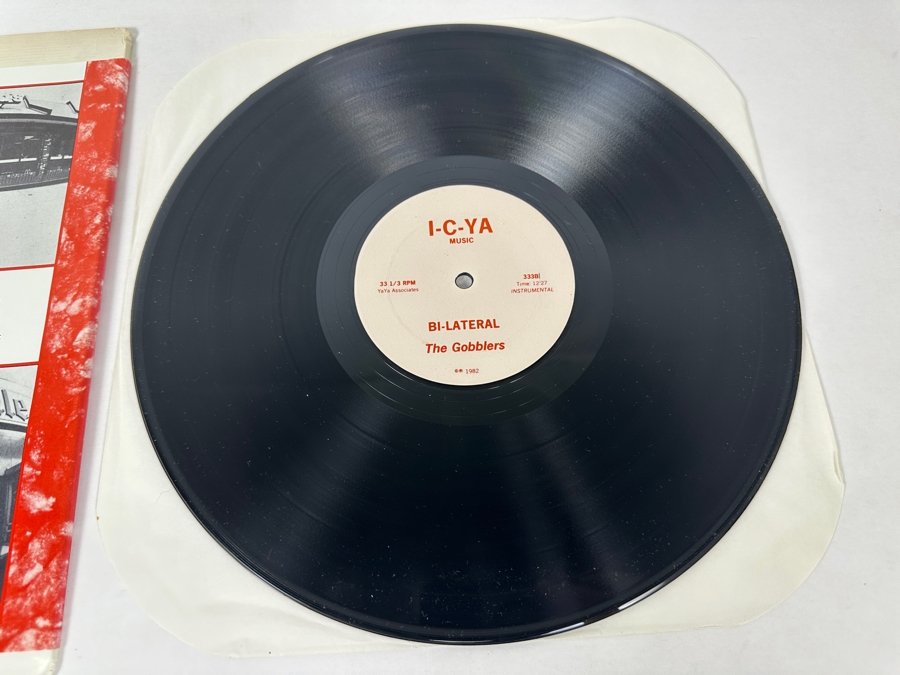 I-C-YA
MUSIC
33 1/3 RPM
YaYa Associates
333B
Time: 12'27
INSTRUMENTAL
BI-LATERAL
The Gobblers
©℗ 1982